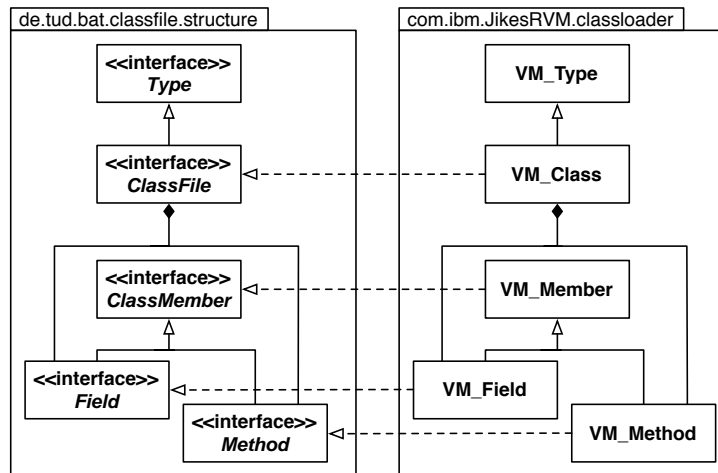 de.tud.bat.classfile.structure
com.ibm.JikesRVM.classloader
<<interface>>
Type
VM_Type
<<interface>>
ClassFile
VM_Class
<<interface>>
ClassMember
VM_Member
<<interface>>
Field
VM_Field
<<interface>>
Method
VM_Method